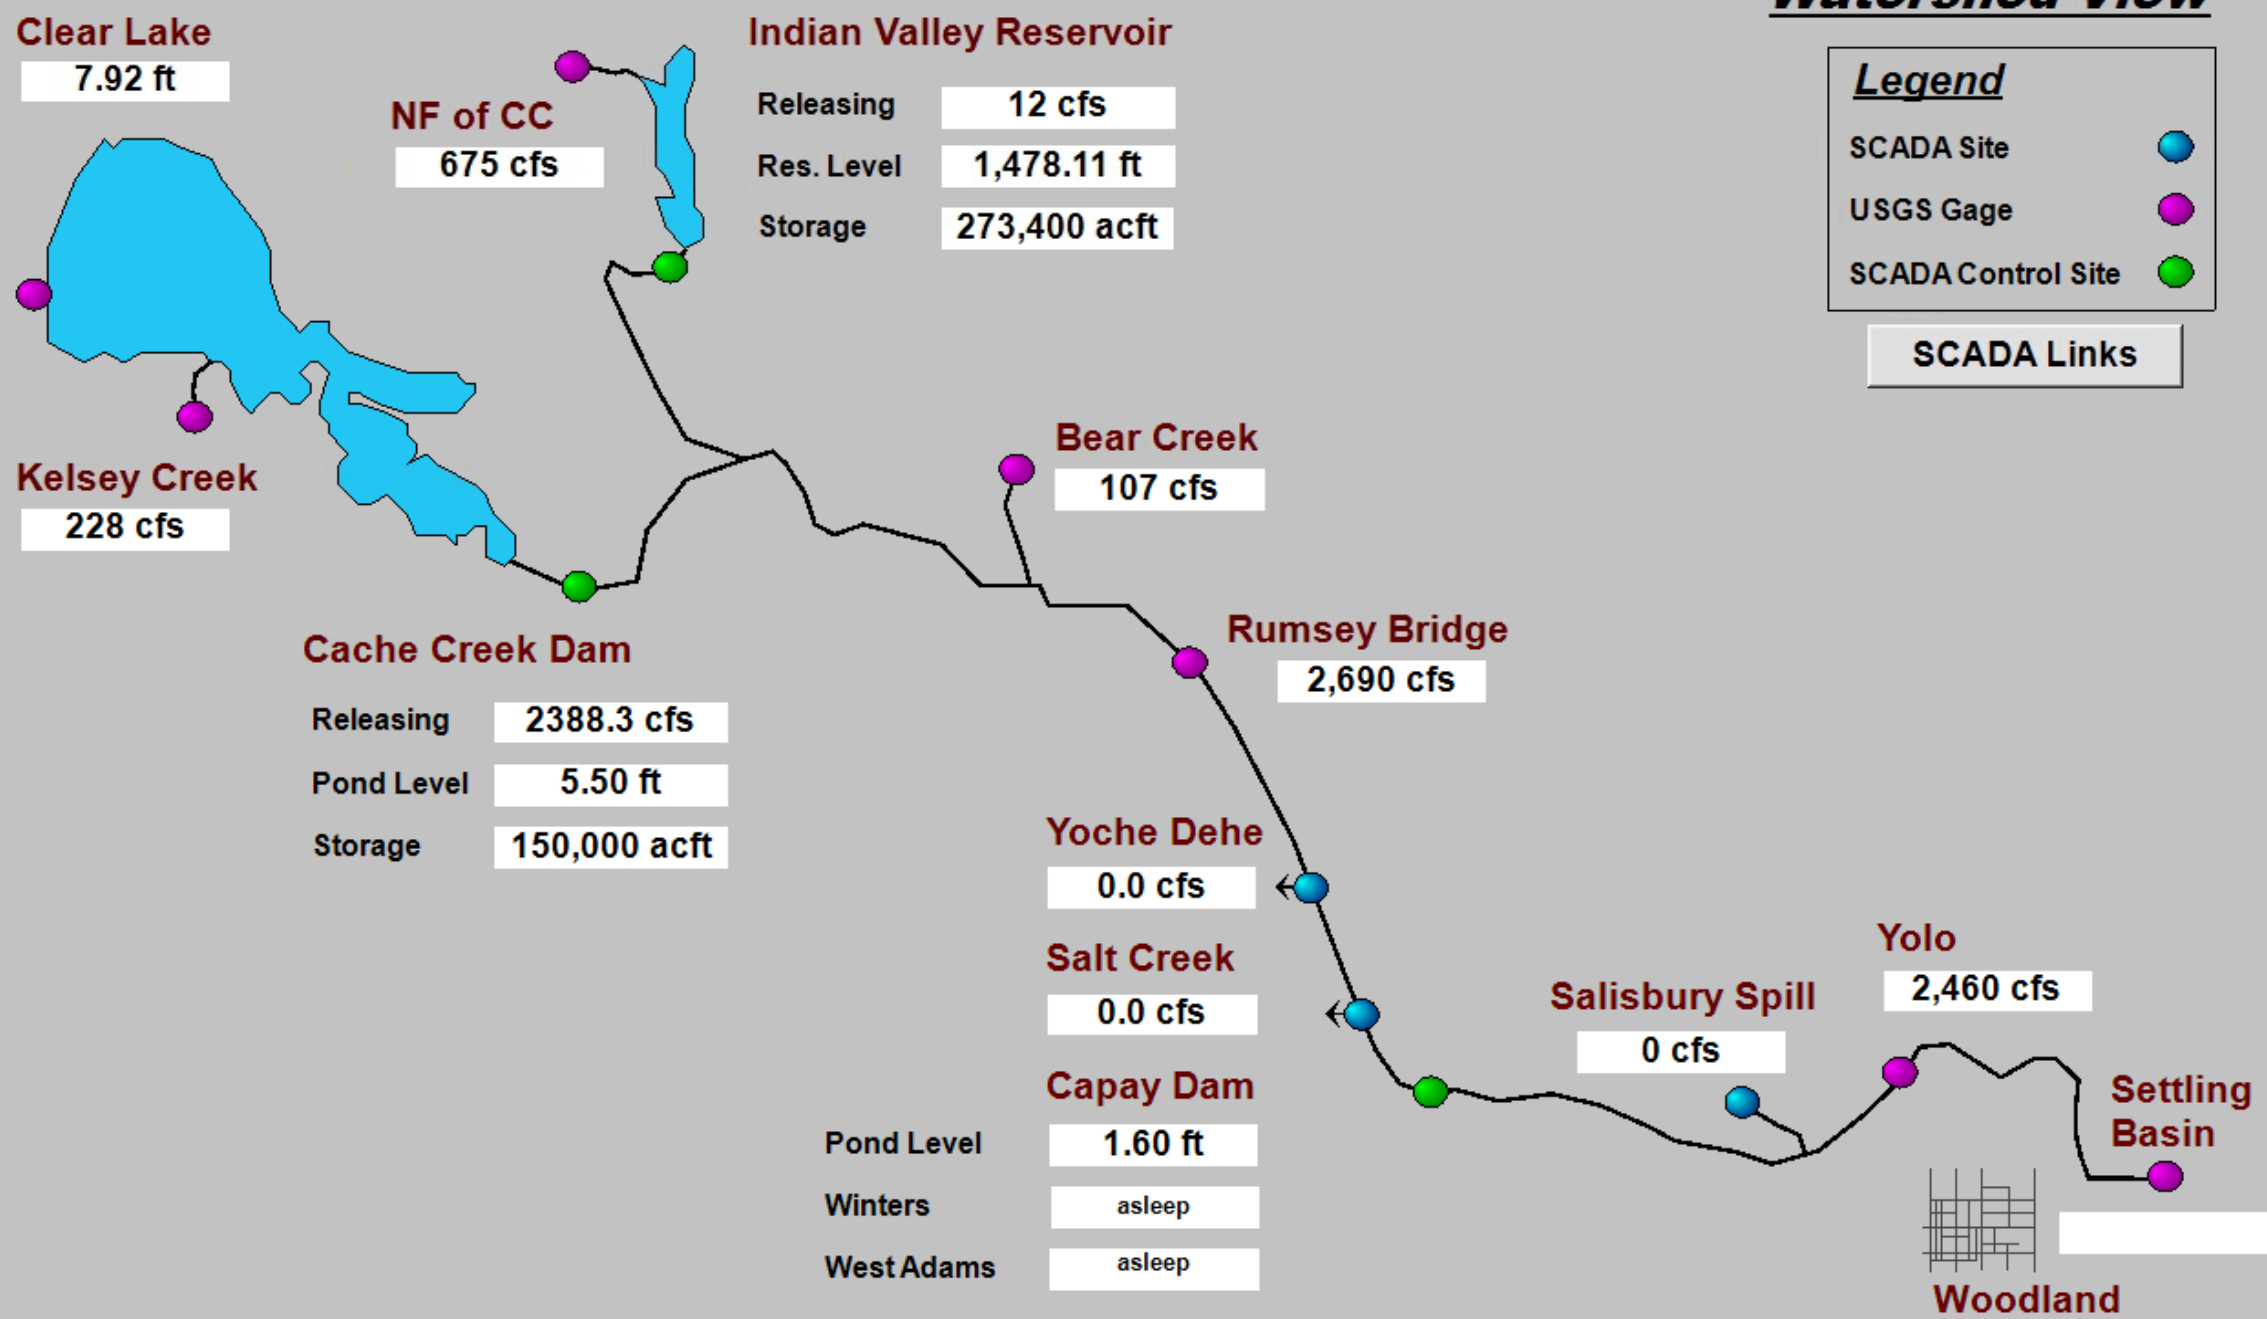 Watershed View
Clear Lake
7.92 ft
NF of CC
675 cfs
Indian Valley Reservoir
Releasing 12 cfs
Res. Level 1,478.11 ft
Storage 273,400 acft
Legend
SCADA Site
USGS Gage
SCADA Control Site
SCADA Links
Kelsey Creek
228 cfs
Bear Creek
107 cfs
Cache Creek Dam
Releasing 2388.3 cfs
Pond Level 5.50 ft
Storage 150,000 acft
Rumsey Bridge
2,690 cfs
Yoche Dehe
0.0 cfs
Salt Creek
0.0 cfs
Capay Dam
Pond Level 1.60 ft
Winters asleep
West Adams asleep
Salisbury Spill
0 cfs
Yolo
2,460 cfs
Settling
Basin
Woodland